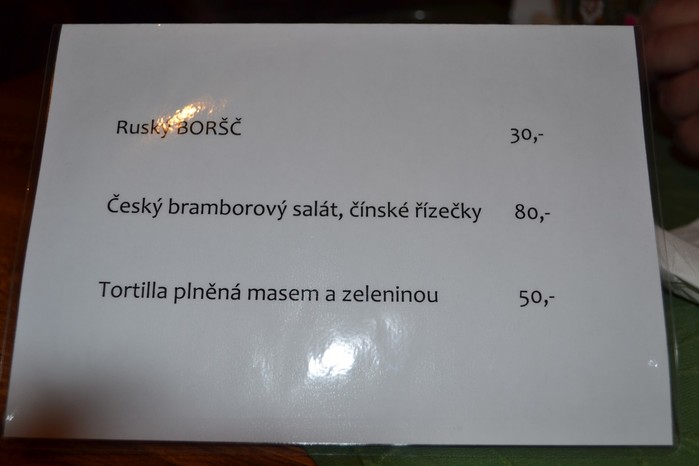 Ruský BORŠČ 30,-
Český bramborový salát, čínské řízečky 80,-
Tortilla plněná masem a zeleninou 50,-